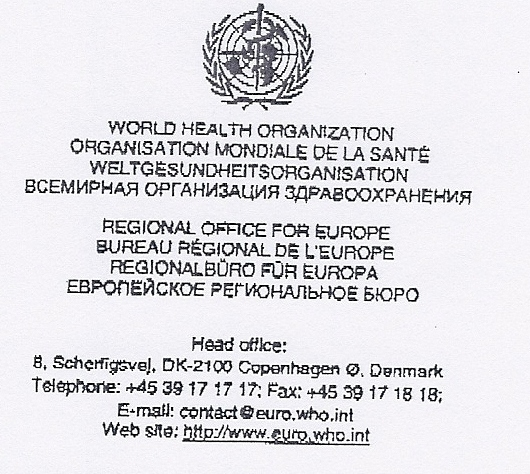 WORLD HEALTH ORGANIZATION
ORGANISATION MONDIALE DE LA SANTÉ
WELTGESUNDHEITSORGANISATION
ВСЕМИРНАЯ ОРГАНИЗАЦИЯ ЗДРАВООХРАНЕНИЯ
REGIONAL OFFICE FOR EUROPE
BUREAU RÉGIONAL DE L'EUROPE
REGIONALBÜRO FÜR EUROPA
ЕВРОПЕЙСКОЕ РЕГИОНАЛЬНОЕ БЮРО
Head office:
8, Scherfigsvej, DK-2100 Copenhagen Ø, Denmark
Telephone: +45 39 17 17 17; Fax: +45 39 17 18 18;
E-mail: contact@euro.who.int
Web site: http://www.euro.who.int